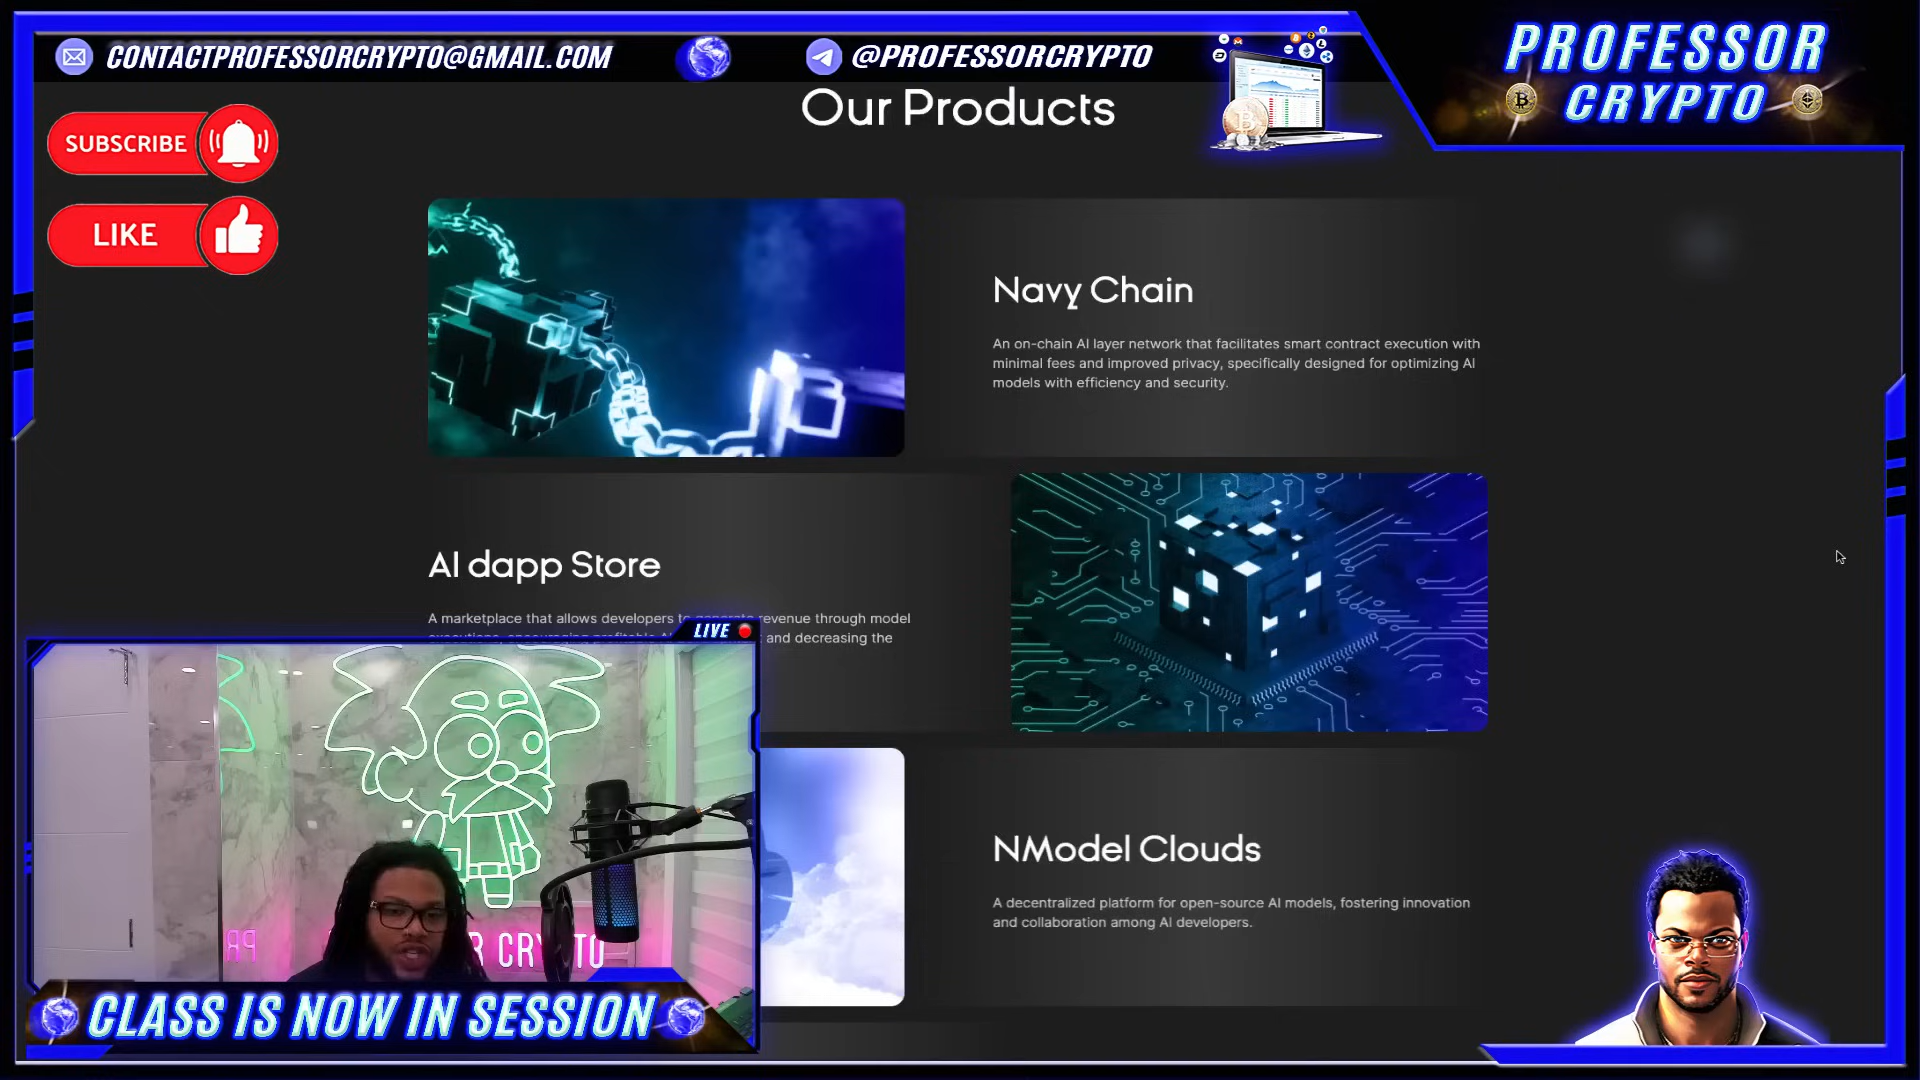 CONTACTPROFESSORCRYPTO@GMAIL.COM
@PROFESSORCRYPTO
PROFESSOR
CRYPTO
Our Products
SUBSCRIBE
LIKE
Navy Chain
An on-chain AI layer network that facilitates smart contract execution with
minimal fees and improved privacy, specifically designed for optimizing AI
models with efficiency and security.
AI dapp Store
A marketplace that allows developers to generate revenue through model
and decreasing the
LIVE
NModel Clouds
A decentralized platform for open-source AI models, fostering innovation
and collaboration among AI developers.
R CRYPTO
CLASS IS NOW IN SESSION